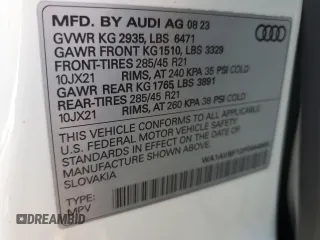 MFD. BY AUDI AG 08 23
GVWR KG 2935, LBS 6471
GAWR FRONT KG1510, LBS 3329
FRONT-TIRES 285/45 R21
10JX21 RIMS, AT 240 KPA 35 PSI COLD
GAWR REAR KG 1765, LBS 3891
REAR-TIRES 285/45 R21
10JX21 RIMS, AT 260 KPA 38 PSI COLD
THIS VEHICLE CONFORMS TO ALL APPLICABLE
U.S. FEDERAL MOTOR VEHICLE SAFETY
STANDARDS IN EFFECT ON THE DATE OF
MANUFACTURE SHOWN ABOVE.
SLOVAKIA
TYPE: MPV
DREAMBID